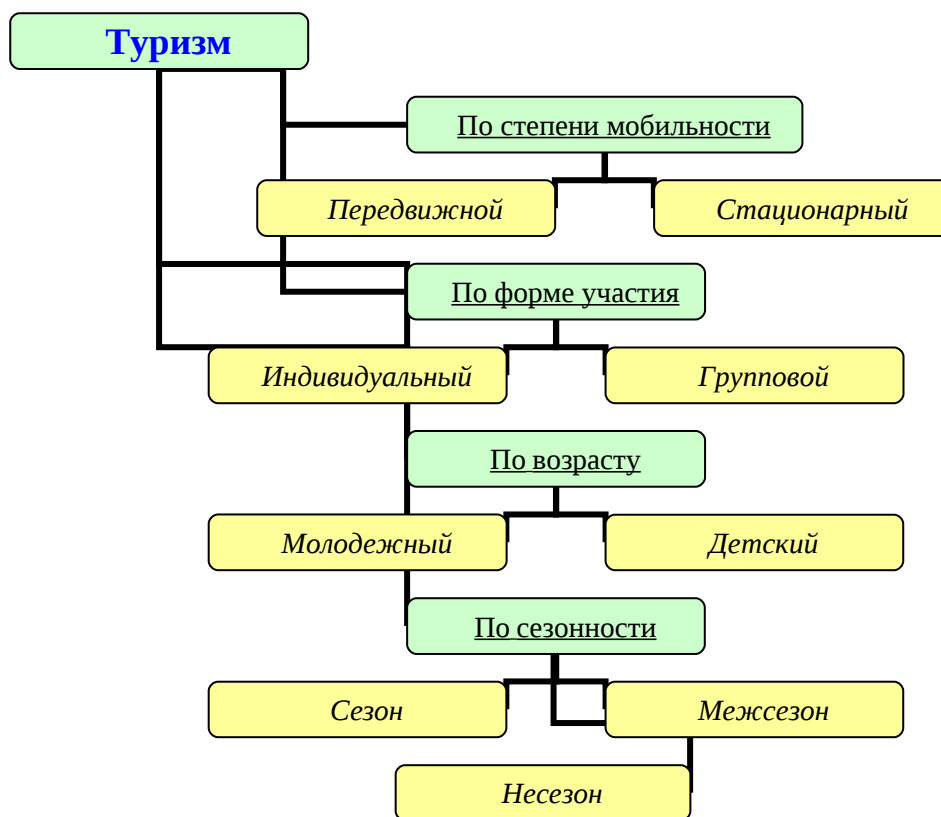 Туризм
По степени мобильности
Передвижной
Стационарный
По форме участия
Индивидуальный
Групповой
По возрасту
Молодежный
Детский
По сезонности
Сезон
Межсезон
Несезон